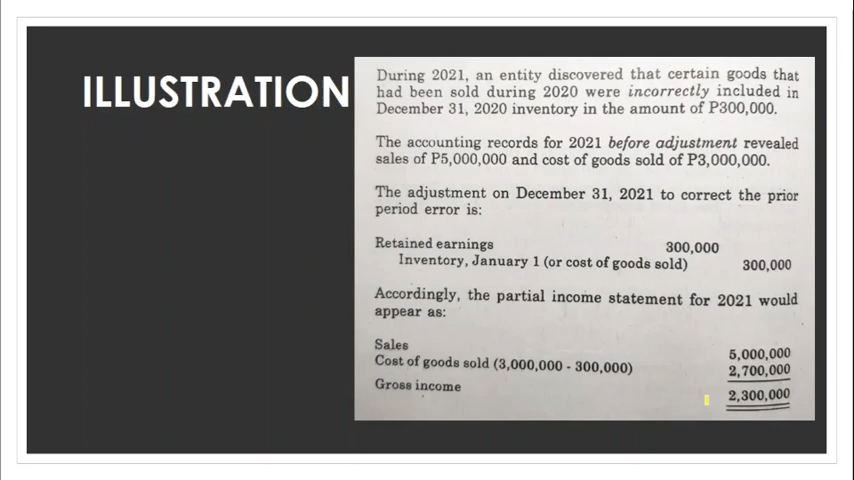 ILLUSTRATION
During 2021, an entity discovered that certain goods that
had been sold during 2020 were incorrectly included in
December 31, 2020 inventory in the amount of P300,000.
The accounting records for 2021 before adjustment revealed
sales of P5,000,000 and cost of goods sold of P3,000,000.
The adjustment on December 31, 2021 to correct the prior
period error is:
Retained earnings 300,000
Inventory, January 1 (or cost of goods sold) 300,000
Accordingly, the partial income statement for 2021 would
appear as:
Sales 5,000,000
Cost of goods sold (3,000,000 - 300,000) 2,700,000
Gross income 2,300,000